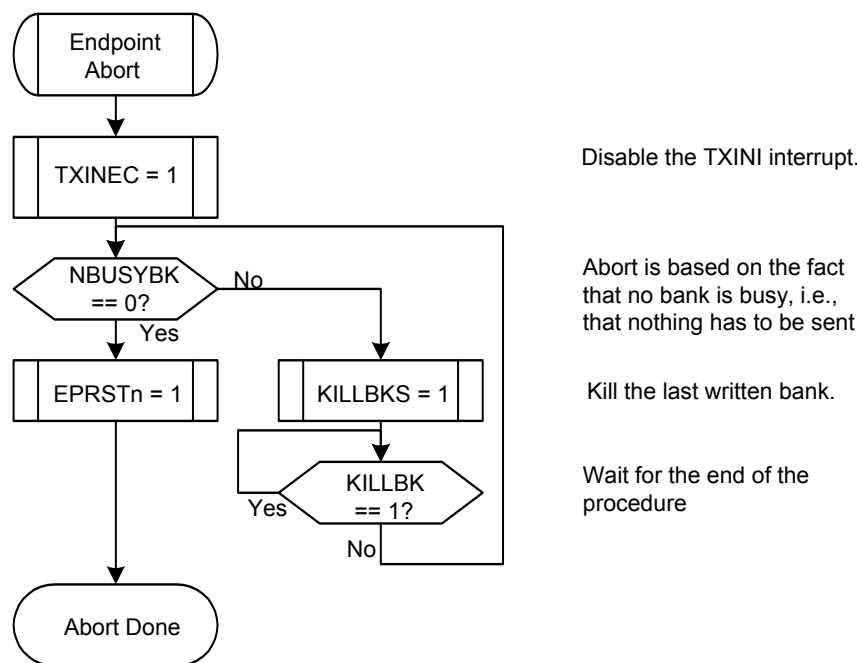 Endpoint
Abort
TXINEC = 1
Disable the TXINI interrupt.
NBUSYBK
== 0?
No
Yes
Abort is based on the fact
that no bank is busy, i.e.,
that nothing has to be sent
EPRSTn = 1
KILLBKS = 1
Kill the last written bank.
KILLBK
== 1?
Yes
No
Wait for the end of the
procedure
Abort Done